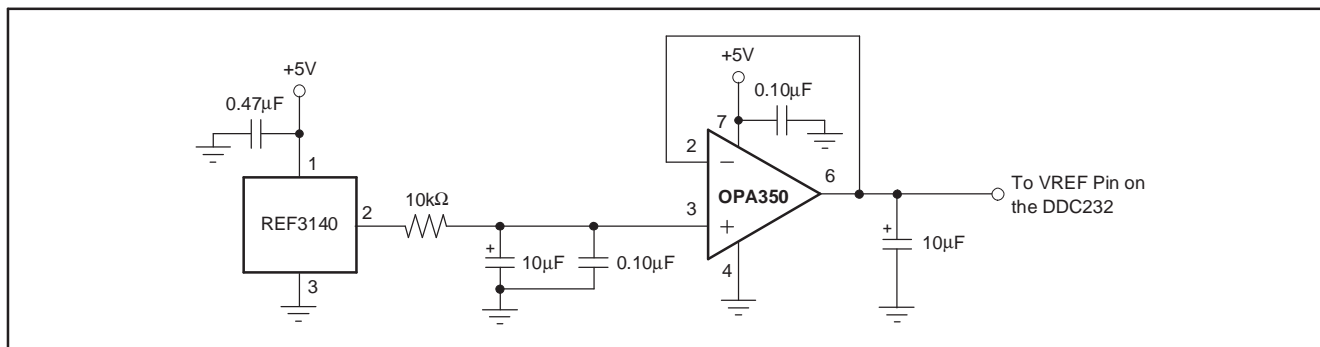 +5V
0.47μF
1
REF3140
2
3
10kΩ
+
10μF
0.10μF
+5V
0.10μF
7
2
−
OPA350
3
+
4
6
+
10μF
To VREF Pin on
the DDC232